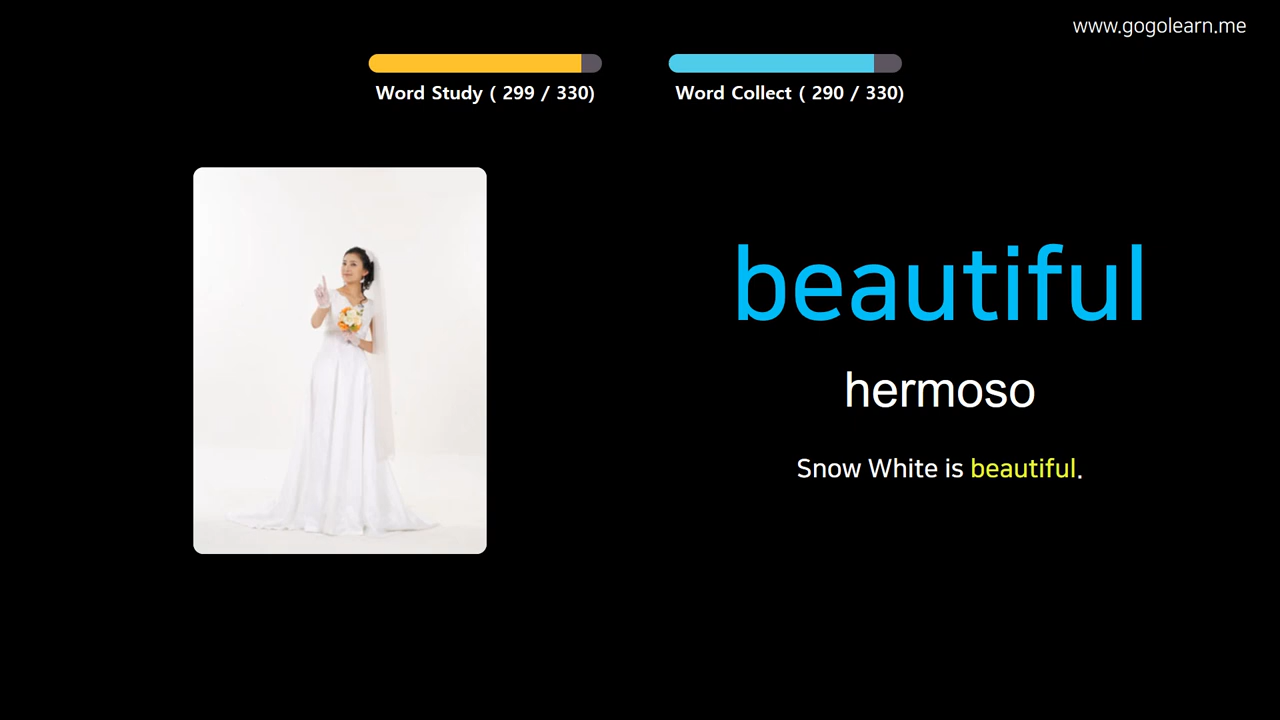 www.gogolearn.me
Word Study ( 299 / 330)
Word Collect ( 290 / 330)
beautiful
hermoso
Snow White is beautiful.